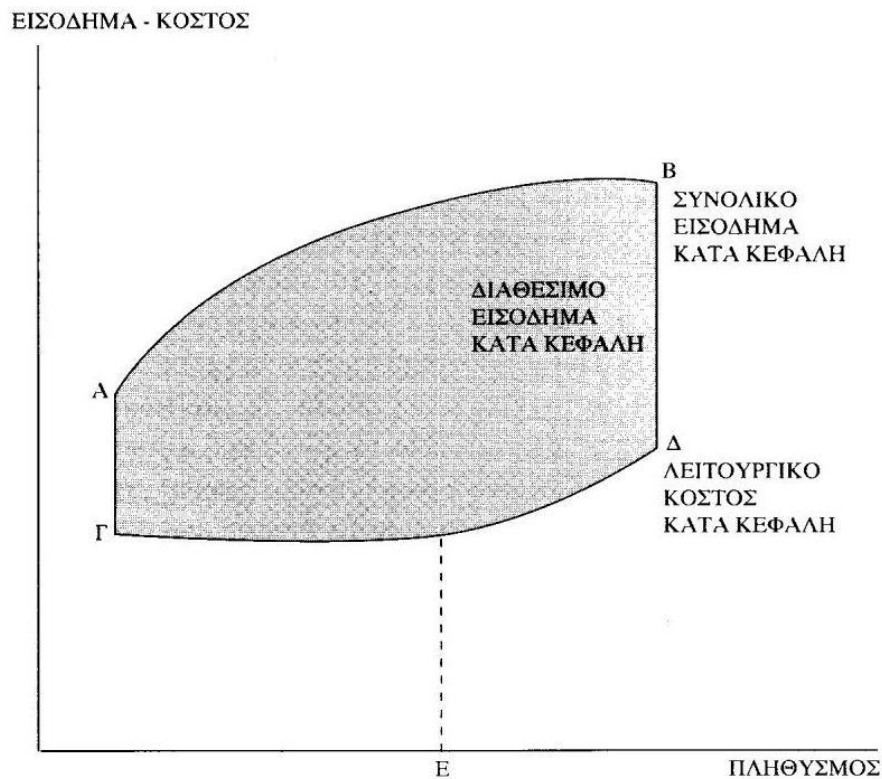 ΕΙΣΟΔΗΜΑ - ΚΟΣΤΟΣ
Β
ΣΥΝΟΛΙΚΟ
ΕΙΣΟΔΗΜΑ
ΚΑΤΑ ΚΕΦΑΛΗ
ΔΙΑΘΕΣΙΜΟ
ΕΙΣΟΔΗΜΑ
ΚΑΤΑ ΚΕΦΑΛΗ
Α
Δ
ΛΕΙΤΟΥΡΓΙΚΟ
ΚΟΣΤΟΣ
ΚΑΤΑ ΚΕΦΑΛΗ
Γ
Ε
ΠΛΗΘΥΣΜΟΣ